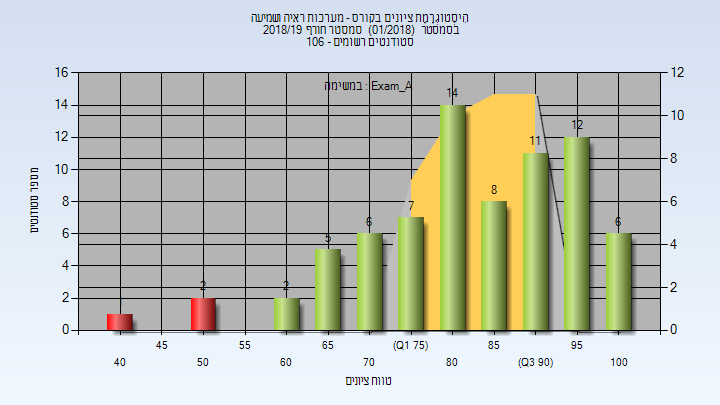 היסטוגרמת ציונים בקורס - מערכות ראיה ושמיעה
בסמסטר (01/2018) סמסטר חורף 2018/19
סטודנטים רשומים - 106
במשימה : Exam_A
מספר סטודנטים
16 14 12 10 8 6 4 2 0
12 10 8 6 4 2 0
2 2 5 6 7 14 8 11 12 6
45 55 65 (Q1 75) 85 95
40 50 60 70 80 (Q3 90) 100
טווח ציונים